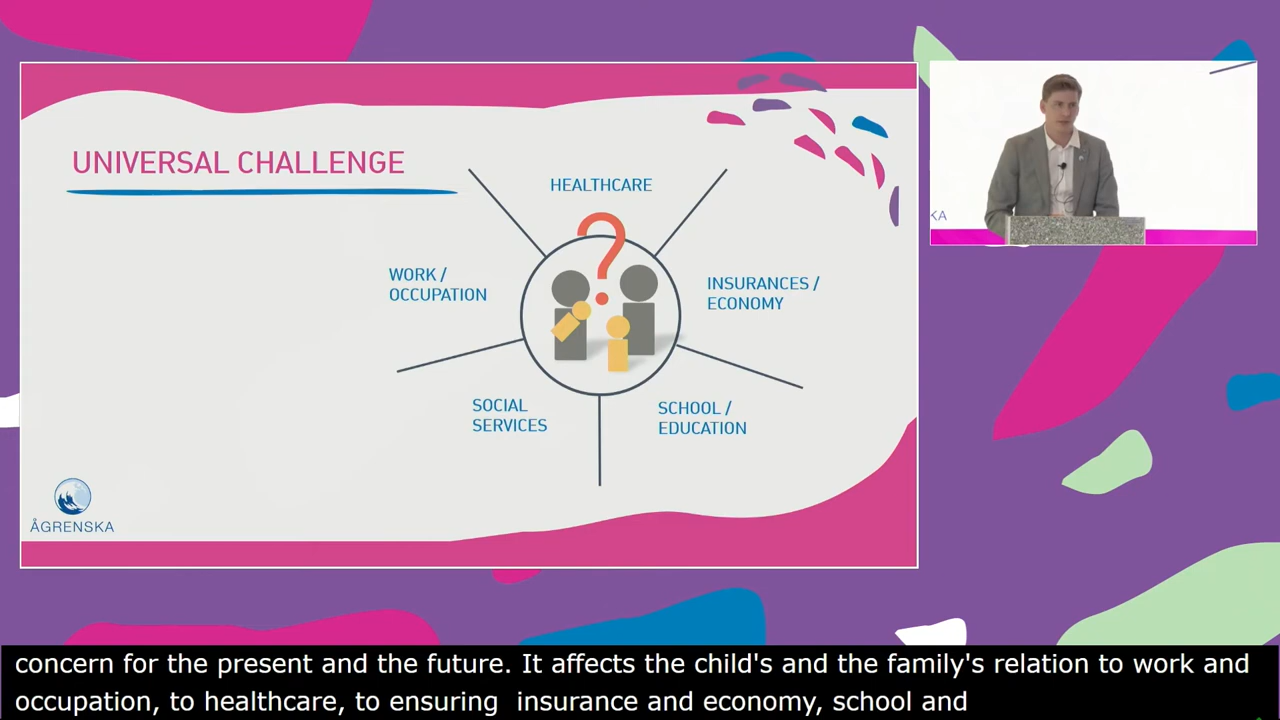 UNIVERSAL CHALLENGE
HEALTHCARE
WORK /
OCCUPATION
INSURANCES /
ECONOMY
SOCIAL
SERVICES
SCHOOL /
EDUCATION
?
ÅGRENSKA
KA
concern for the present and the future. It affects the child's and the family's relation to work and
occupation, to healthcare, to ensuring  insurance and economy, school and